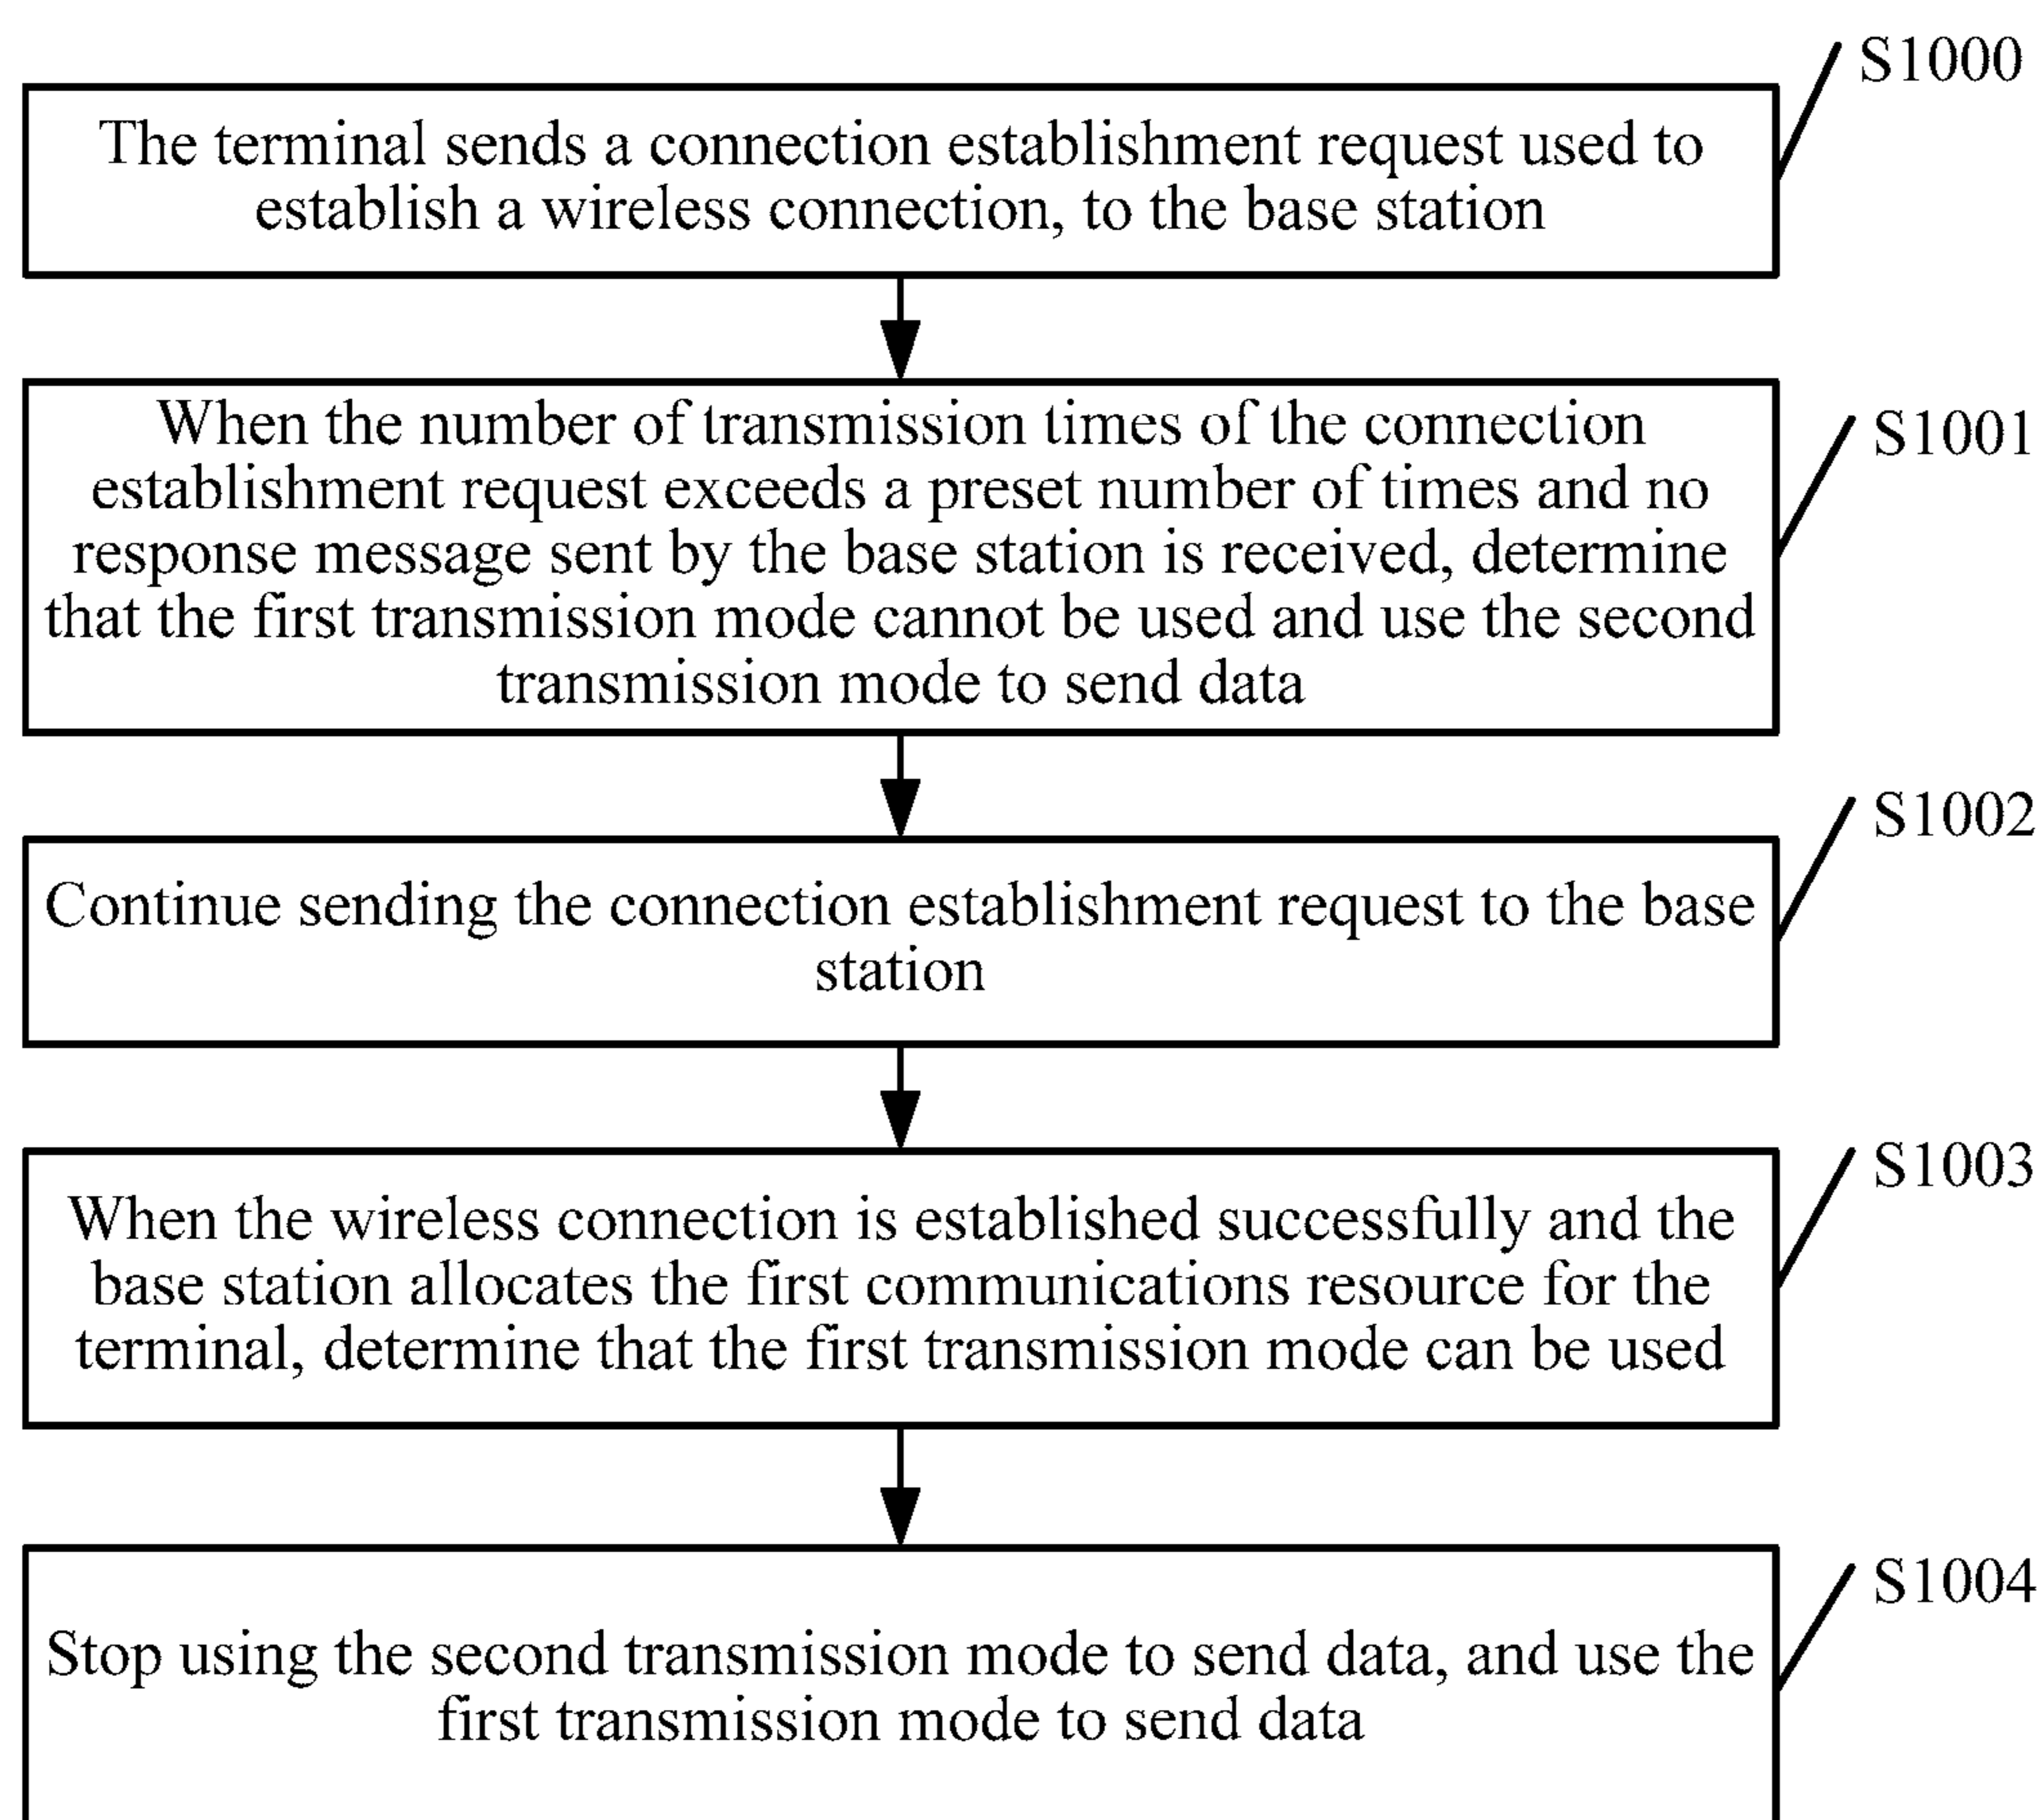 S1000
The terminal sends a connection establishment request used to
establish a wireless connection, to the base station
S1001
When the number of transmission times of the connection
establishment request exceeds a preset number of times and no
response message sent by the base station is received, determine
that the first transmission mode cannot be used and use the second
transmission mode to send data
S1002
Continue sending the connection establishment request to the base
station
S1003
When the wireless connection is established successfully and the
base station allocates the first communications resource for the
terminal, determine that the first transmission mode can be used
S1004
Stop using the second transmission mode to send data, and use the
first transmission mode to send data